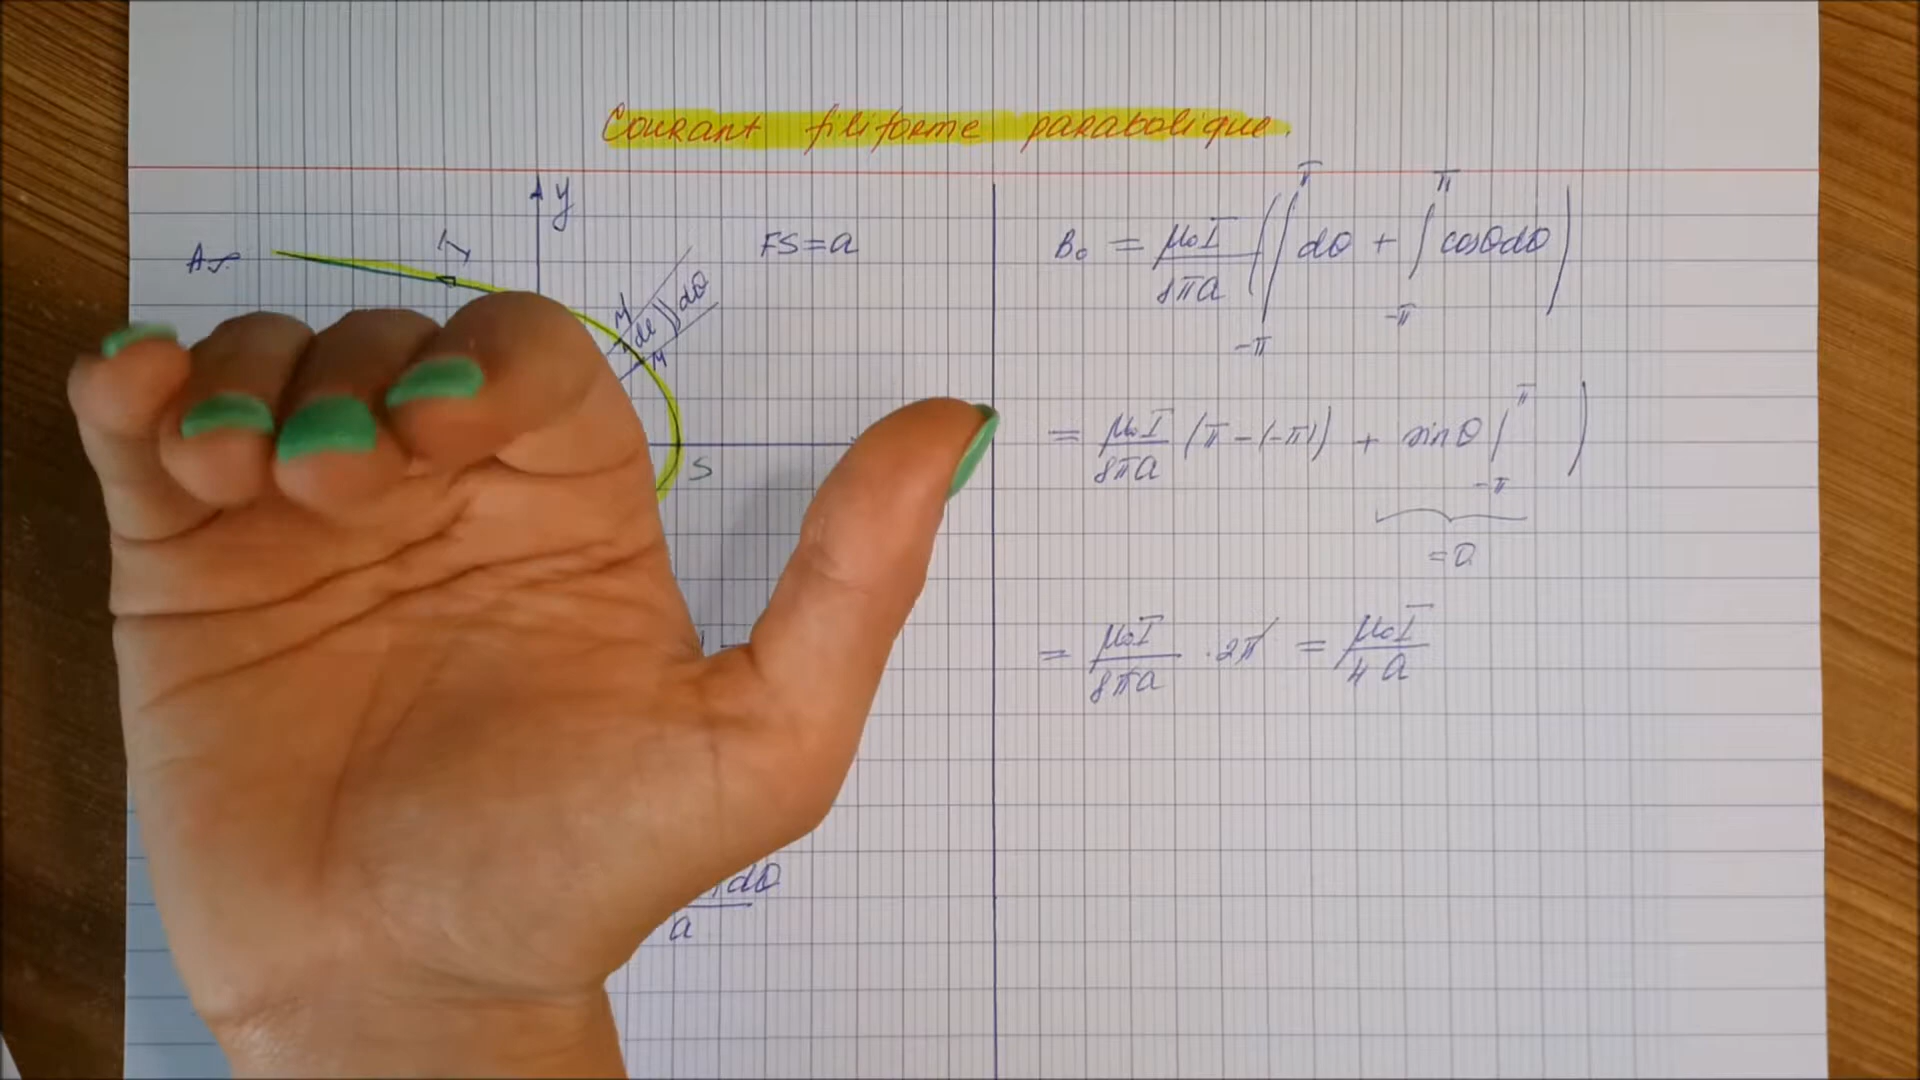 Courant filiforme parabolique.
y
I
FS = a
M
dl dθ
M
S
dθ
a
B₀ = μ₀I / 8πa ( ∫_{-π}^{π} dθ + ∫_{-π}^{π} cosθdθ )
= μ₀I / 8πa (π - (-π)) + sin θ |_{-π}^{π} )
= 0
= μ₀I / 8πa · 2π = μ₀I / 4a